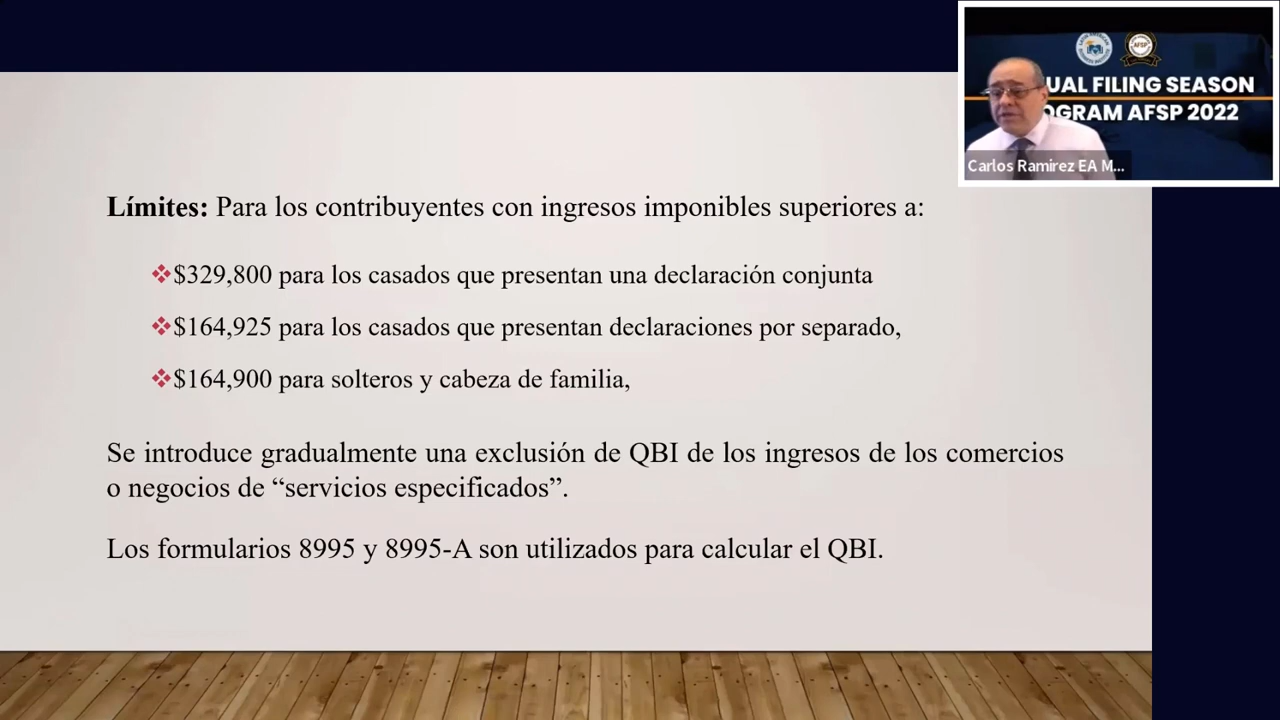 Límites: Para los contribuyentes con ingresos imponibles superiores a:
❖$329,800 para los casados que presentan una declaración conjunta
❖$164,925 para los casados que presentan declaraciones por separado,
❖$164,900 para solteros y cabeza de familia,
Se introduce gradualmente una exclusión de QBI de los ingresos de los comercios
o negocios de “servicios especificados”.
Los formularios 8995 y 8995-A son utilizados para calcular el QBI.
AFSP
UAL FILING SEASON
OGRAM AFSP 2022
Carlos Ramirez EA M...